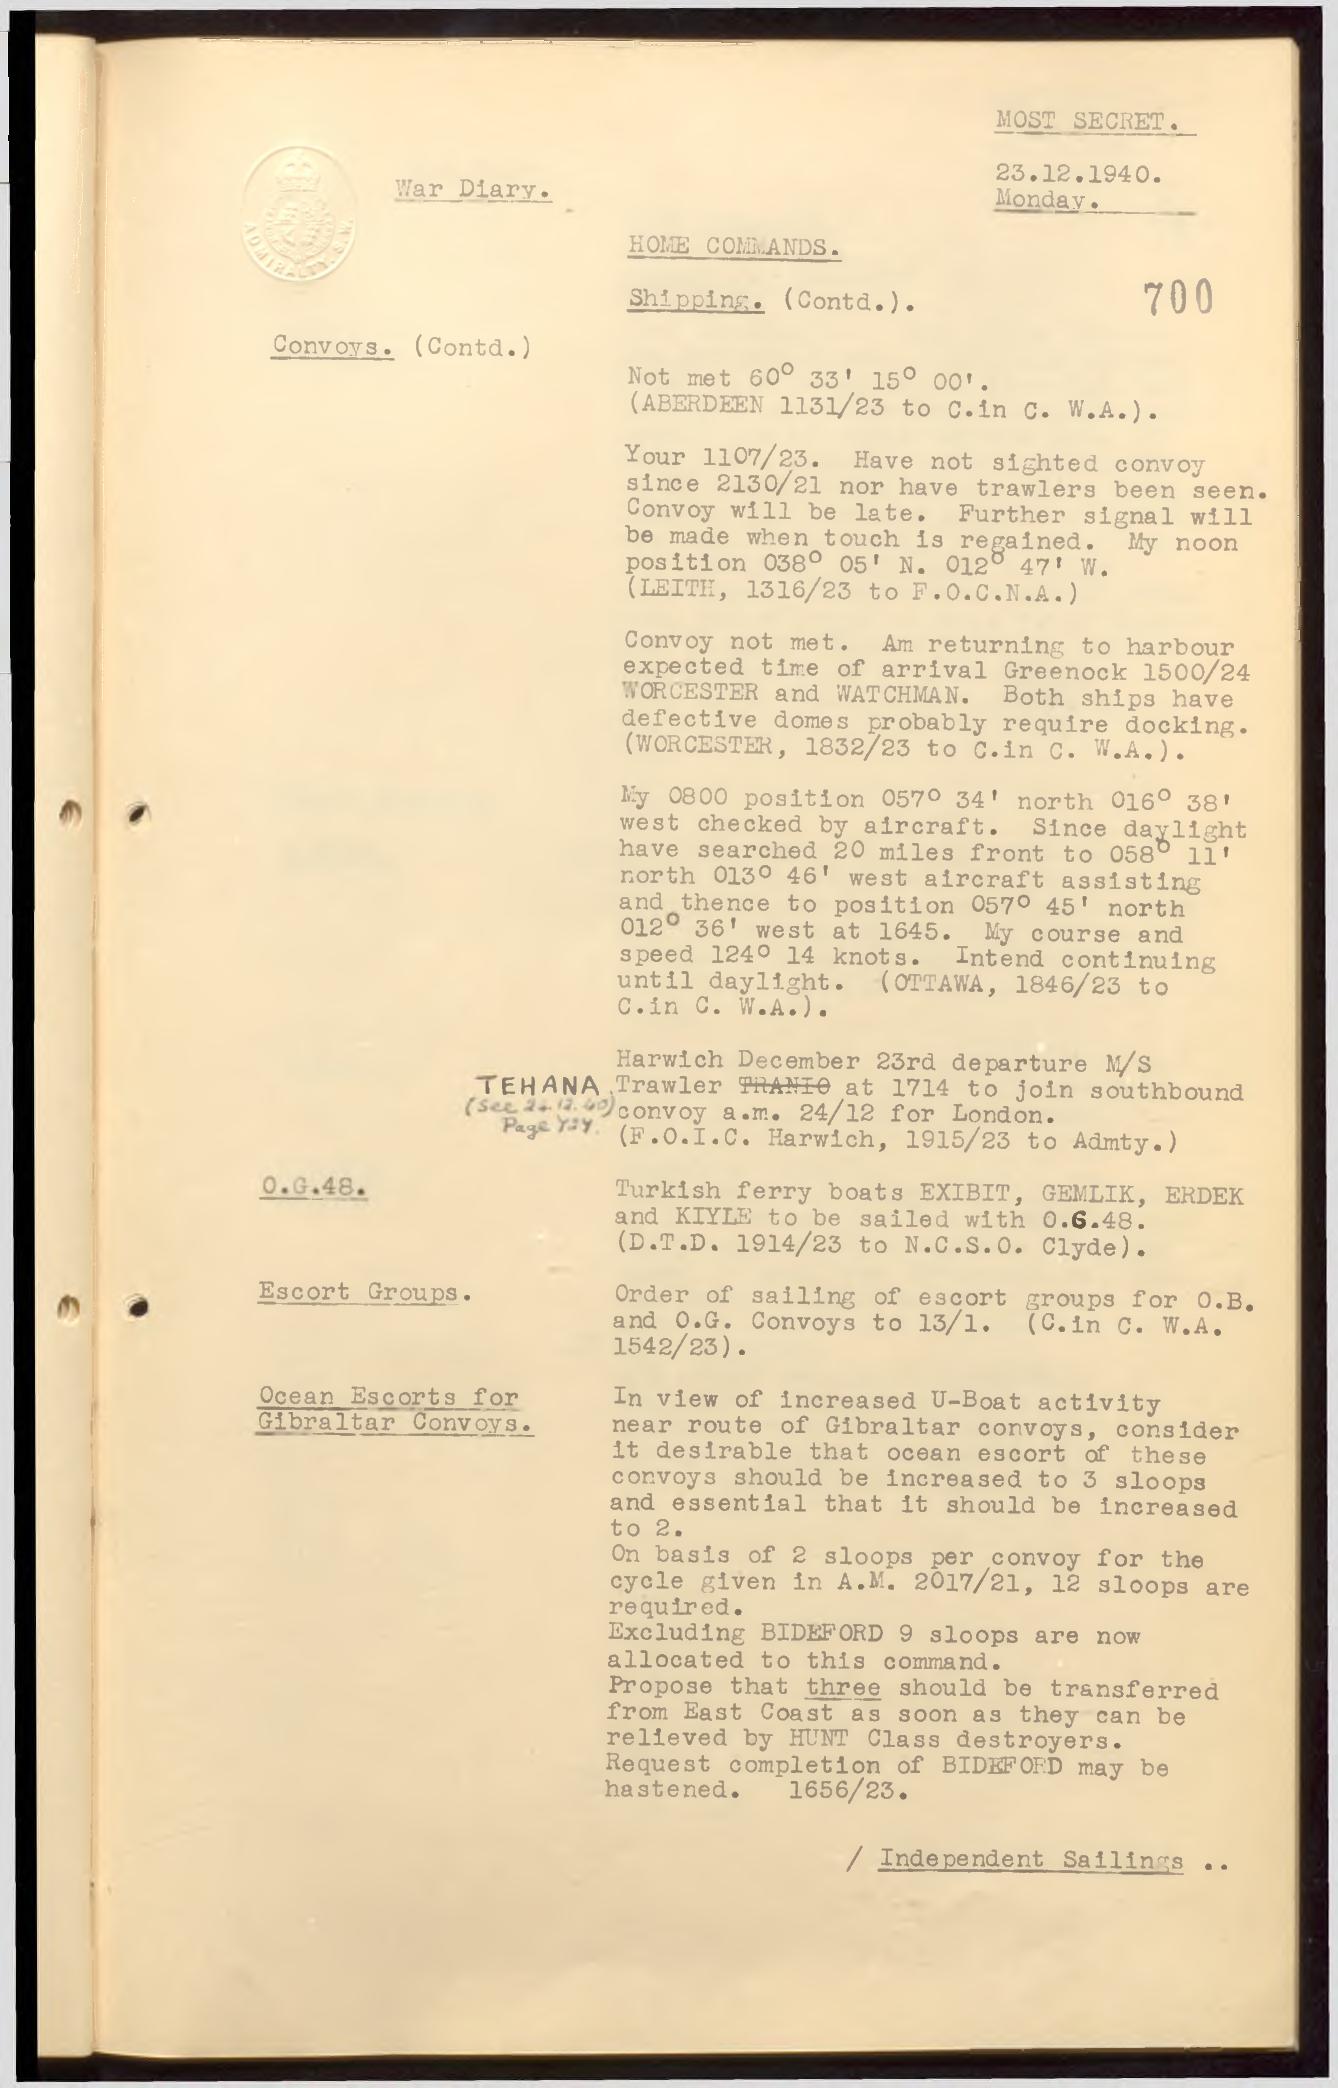 MOST SECRET.
23.12.1940.
Monday.
War Diary.
ADMIRALTY. S.W.
HOME COMMANDS.
Shipping. (Contd.).
700
Convoys. (Contd.)
Not met 60° 33' 15° 00'.
(ABERDEEN 1131/23 to C.in C. W.A.).
Your 1107/23. Have not sighted convoy
since 2130/21 nor have trawlers been seen.
Convoy will be late. Further signal will
be made when touch is regained. My noon
position 038° 05' N. 012° 47' W.
(LEITH, 1316/23 to F.O.C.N.A.)
Convoy not met. Am returning to harbour
expected time of arrival Greenock 1500/24
WORCESTER and WATCHMAN. Both ships have
defective domes probably require docking.
(WORCESTER, 1832/23 to C.in C. W.A.).
My 0800 position 057° 34' north 016° 38'
west checked by aircraft. Since daylight
have searched 20 miles front to 058° 11'
north 013° 46' west aircraft assisting
and thence to position 057° 45' north
012° 36' west at 1645. My course and
speed 124° 14 knots. Intend continuing
until daylight. (OTTAWA, 1846/23 to
C.in C. W.A.).
Harwich December 23rd departure M/S
TEHANA Trawler TRANIO at 1714 to join southbound
(See 24.12.40) convoy a.m. 24/12 for London.
Page
(F.O.I.C. Harwich, 1915/23 to Admty.)
O.G.48.
Turkish ferry boats EXIBIT, GEMLIK, ERDEK
and KIYLE to be sailed with O.G.48.
(D.T.D. 1914/23 to N.C.S.O. Clyde).
Escort Groups.
Order of sailing of escort groups for O.B.
and O.G. Convoys to 13/1. (C.in C. W.A.
1542/23).
Ocean Escorts for
Gibraltar Convoys.
In view of increased U-Boat activity
near route of Gibraltar convoys, consider
it desirable that ocean escort of these
convoys should be increased to 3 sloops
and essential that it should be increased
to 2.
On basis of 2 sloops per convoy for the
cycle given in A.M. 2017/21, 12 sloops are
required.
Excluding BIDEFORD 9 sloops are now
allocated to this command.
Propose that three should be transferred
from East Coast as soon as they can be
relieved by HUNT Class destroyers.
Request completion of BIDEFORD may be
hastened. 1656/23.
/ Independent Sailings ..